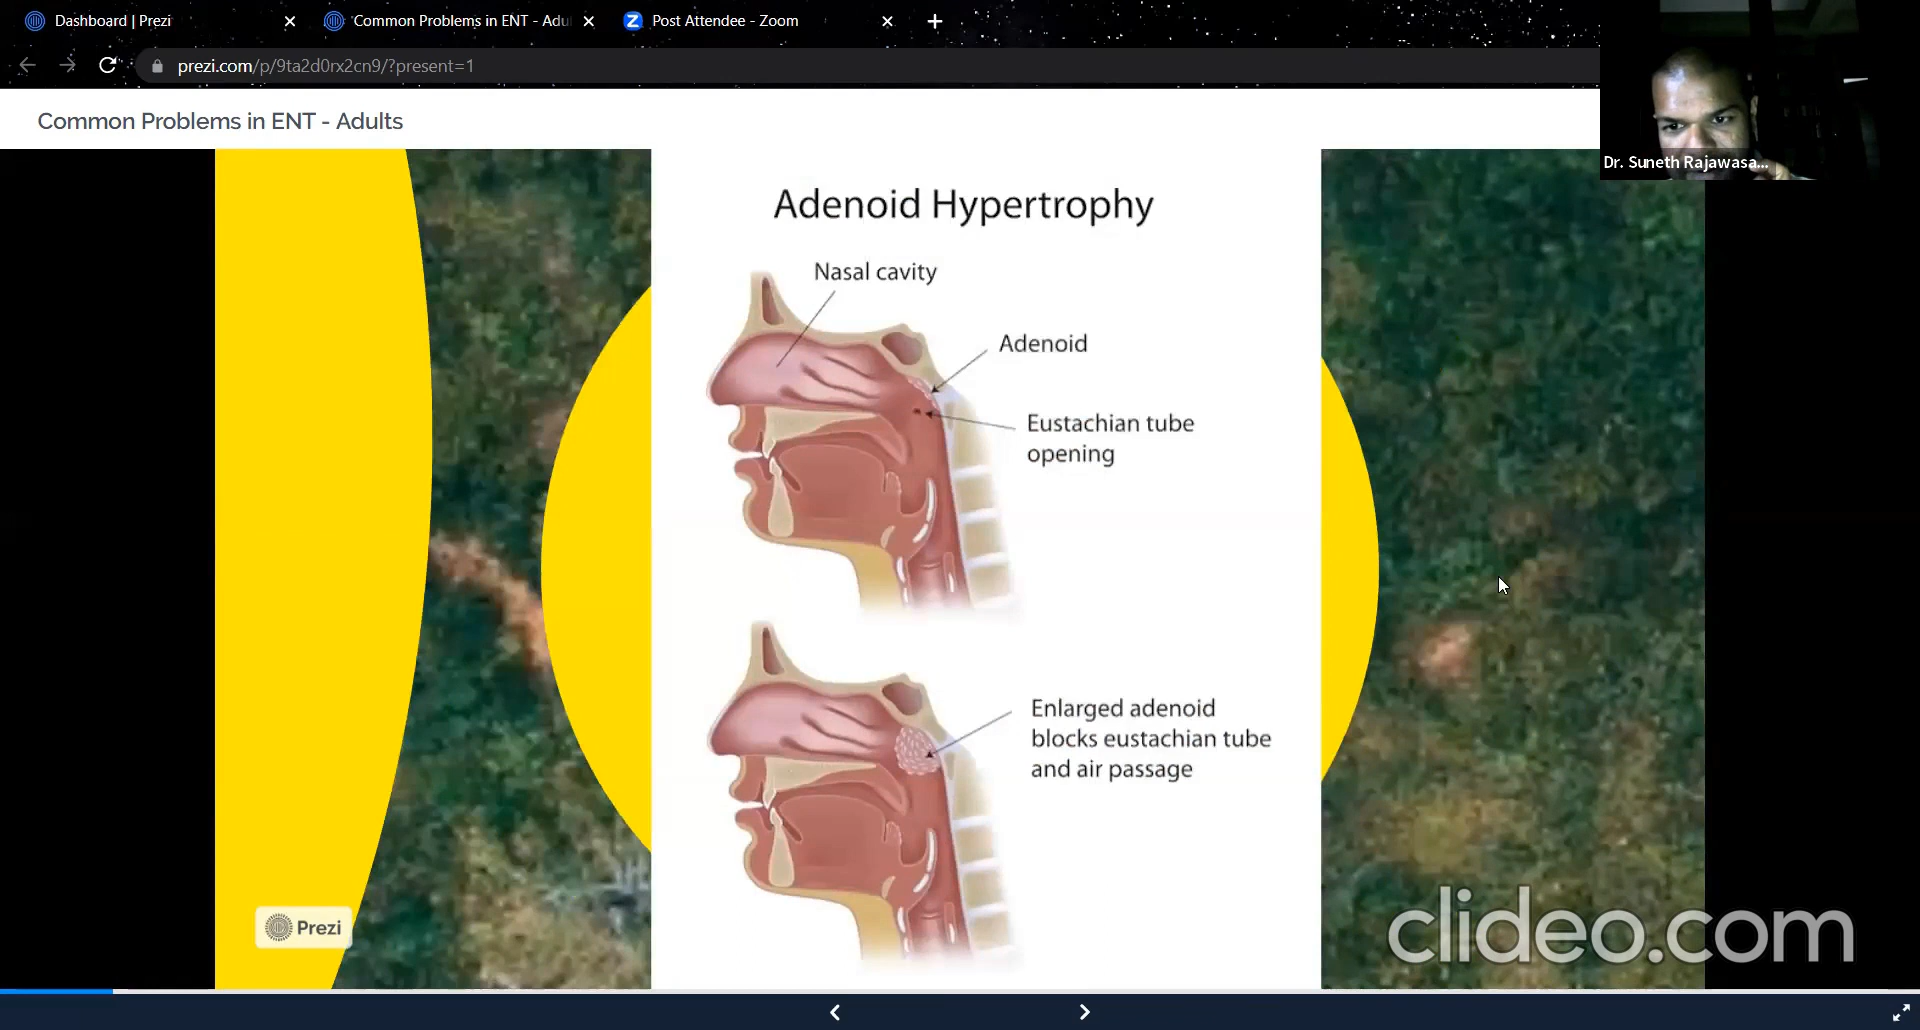 Dashboard | Prezi
Common Problems in ENT - Adu
Post Attendee - Zoom
prezi.com/p/9ta2d0rx2cn9/?present=1
Common Problems in ENT - Adults
Dr. Suneth Rajawasa...
Adenoid Hypertrophy
Nasal cavity
Adenoid
Eustachian tube
opening
Enlarged adenoid
blocks eustachian tube
and air passage
Prezi
clideo.com